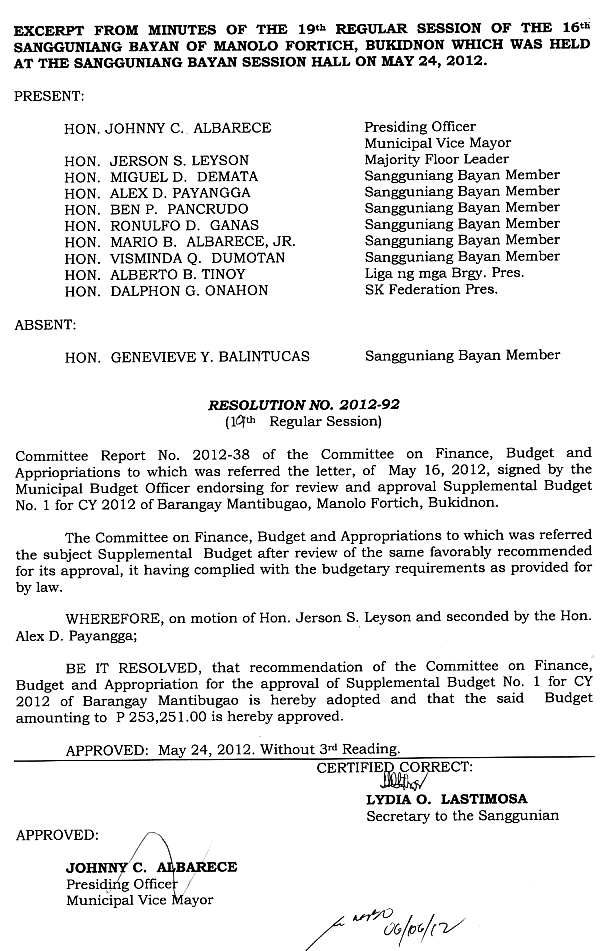 EXCERPT FROM MINUTES OF THE 19th REGULAR SESSION OF THE 16th
SANGGUNIANG BAYAN OF MANOLO FORTICH, BUKIDNON WHICH WAS HELD
AT THE SANGGUNIANG BAYAN SESSION HALL ON MAY 24, 2012.
PRESENT:
HON. JOHNNY C. ALBARECE Presiding Officer
Municipal Vice Mayor
HON. JERSON S. LEYSON Majority Floor Leader
HON. MIGUEL D. DEMATA Sangguniang Bayan Member
HON. ALEX D. PAYANGGA Sangguniang Bayan Member
HON. BEN P. PANCRUDO Sangguniang Bayan Member
HON. RONULFO D. GANAS Sangguniang Bayan Member
HON. MARIO B. ALBARECE, JR. Sangguniang Bayan Member
HON. VISMINDA Q. DUMOTAN Sangguniang Bayan Member
HON. ALBERTO B. TINOY Liga ng mga Brgy. Pres.
HON. DALPHON G. ONAHON SK Federation Pres.
ABSENT:
HON. GENEVIEVE Y. BALINTUCAS Sangguniang Bayan Member
RESOLUTION NO. 2012-92
(19th Regular Session)
Committee Report No. 2012-38 of the Committee on Finance, Budget and
Appriopriations to which was referred the letter, of May 16, 2012, signed by the
Municipal Budget Officer endorsing for review and approval Supplemental Budget
No. 1 for CY 2012 of Barangay Mantibugao, Manolo Fortich, Bukidnon.
The Committee on Finance, Budget and Appropriations to which was referred
the subject Supplemental Budget after review of the same favorably recommended
for its approval, it having complied with the budgetary requirements as provided for
by law.
WHEREFORE, on motion of Hon. Jerson S. Leyson and seconded by the Hon.
Alex D. Payangga;
BE IT RESOLVED, that recommendation of the Committee on Finance,
Budget and Appropriation for the approval of Supplemental Budget No. 1 for CY
2012 of Barangay Mantibugao is hereby adopted and that the said Budget
amounting to P 253,251.00 is hereby approved.
APPROVED: May 24, 2012. Without 3rd Reading.
CERTIFIED CORRECT:
LYDIA O. LASTIMOSA
Secretary to the Sanggunian
APPROVED:
JOHNNY C. ALBARECE
Presiding Officer
Municipal Vice Mayor
06/06/12